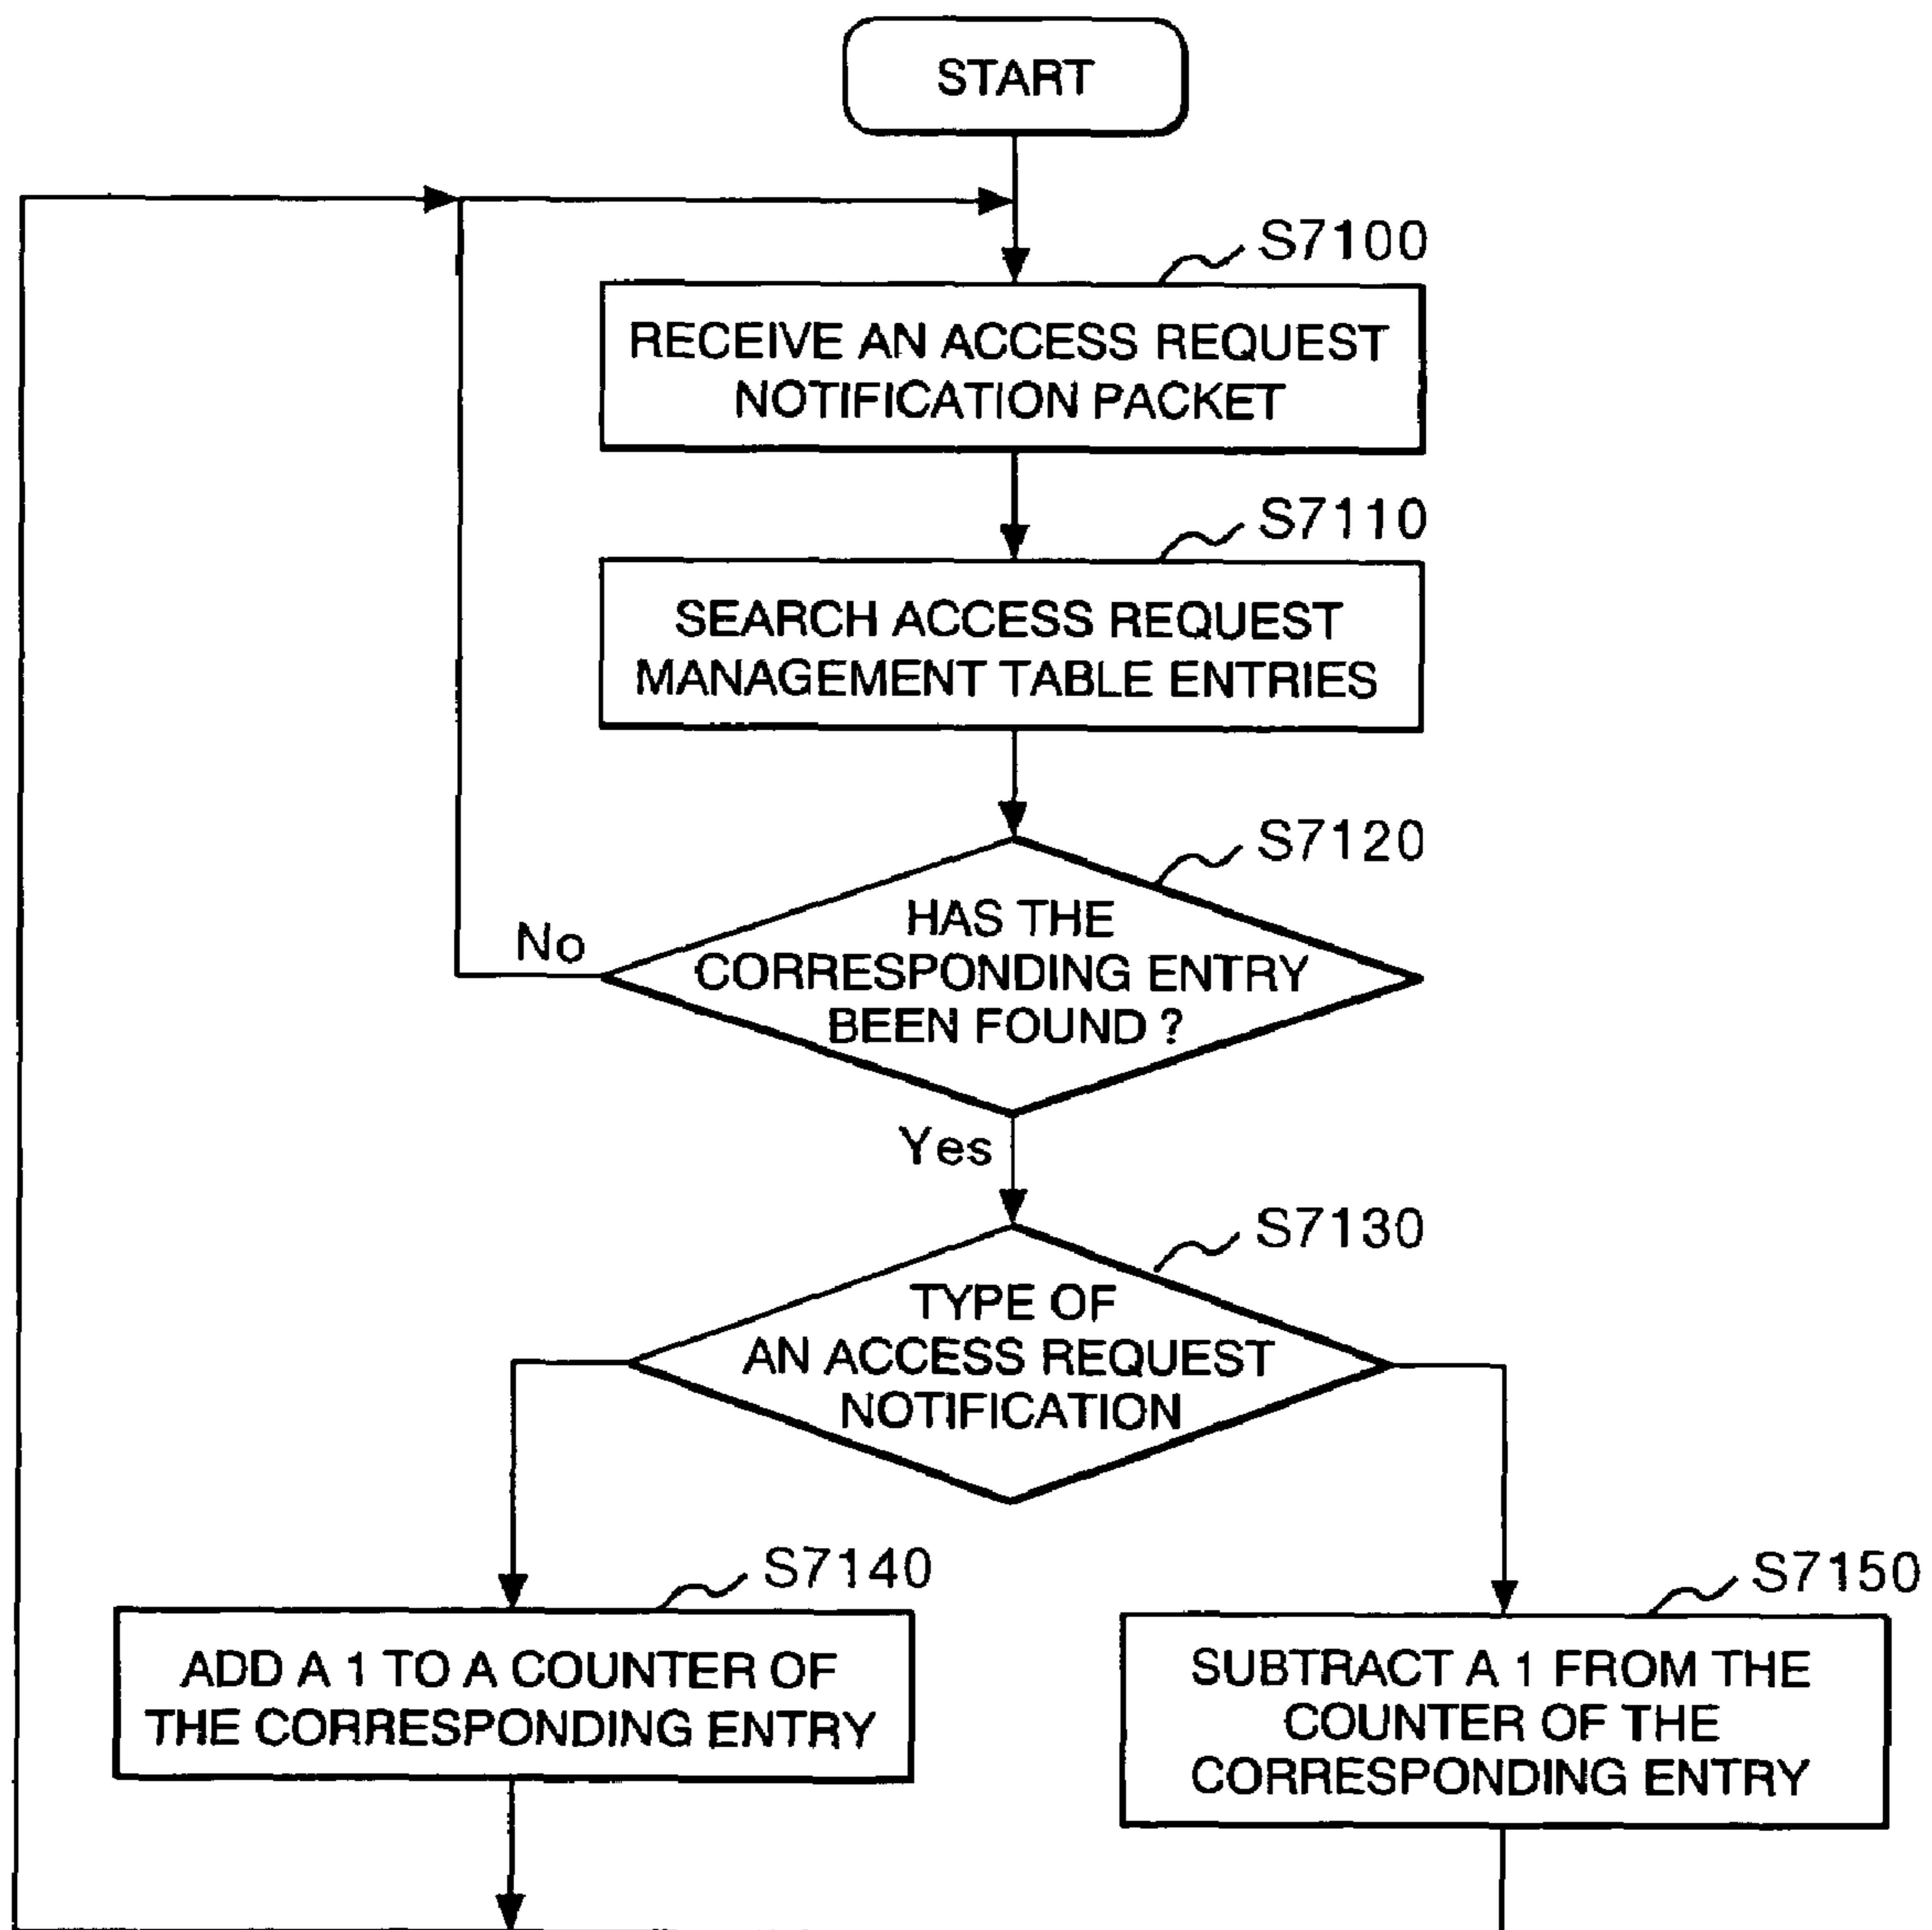 START
S7100
RECEIVE AN ACCESS REQUEST
NOTIFICATION PACKET
S7110
SEARCH ACCESS REQUEST
MANAGEMENT TABLE ENTRIES
S7120
HAS THE
CORRESPONDING ENTRY
BEEN FOUND ?
No
Yes
S7130
TYPE OF
AN ACCESS REQUEST
NOTIFICATION
S7140
ADD A 1 TO A COUNTER OF
THE CORRESPONDING ENTRY
S7150
SUBTRACT A 1 FROM THE
COUNTER OF THE
CORRESPONDING ENTRY